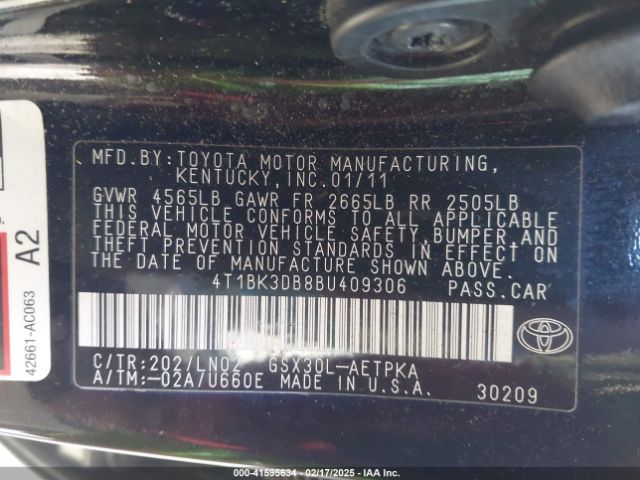 MFD.BY:TOYOTA MOTOR MANUFACTURING,
KENTUCKY,INC.01/11
GVWR 4565LB GAWR FR 2665LB RR 2505LB
THIS VEHICLE CONFORMS TO ALL APPLICABLE
FEDERAL MOTOR VEHICLE SAFETY,BUMPER,AND
THEFT PREVENTION STANDARDS IN EFFECT ON
THE DATE OF MANUFACTURE SHOWN ABOVE.
4T1BK3DB8BU409306 PASS.CAR
C/TR:202/LN02 GSX30L-AETPKA
A/TM:-02A/U660E MADE IN U.S.A. 30209
A2
42661-AC063
00-41595634 - 02/17/2025 - IAA Inc.